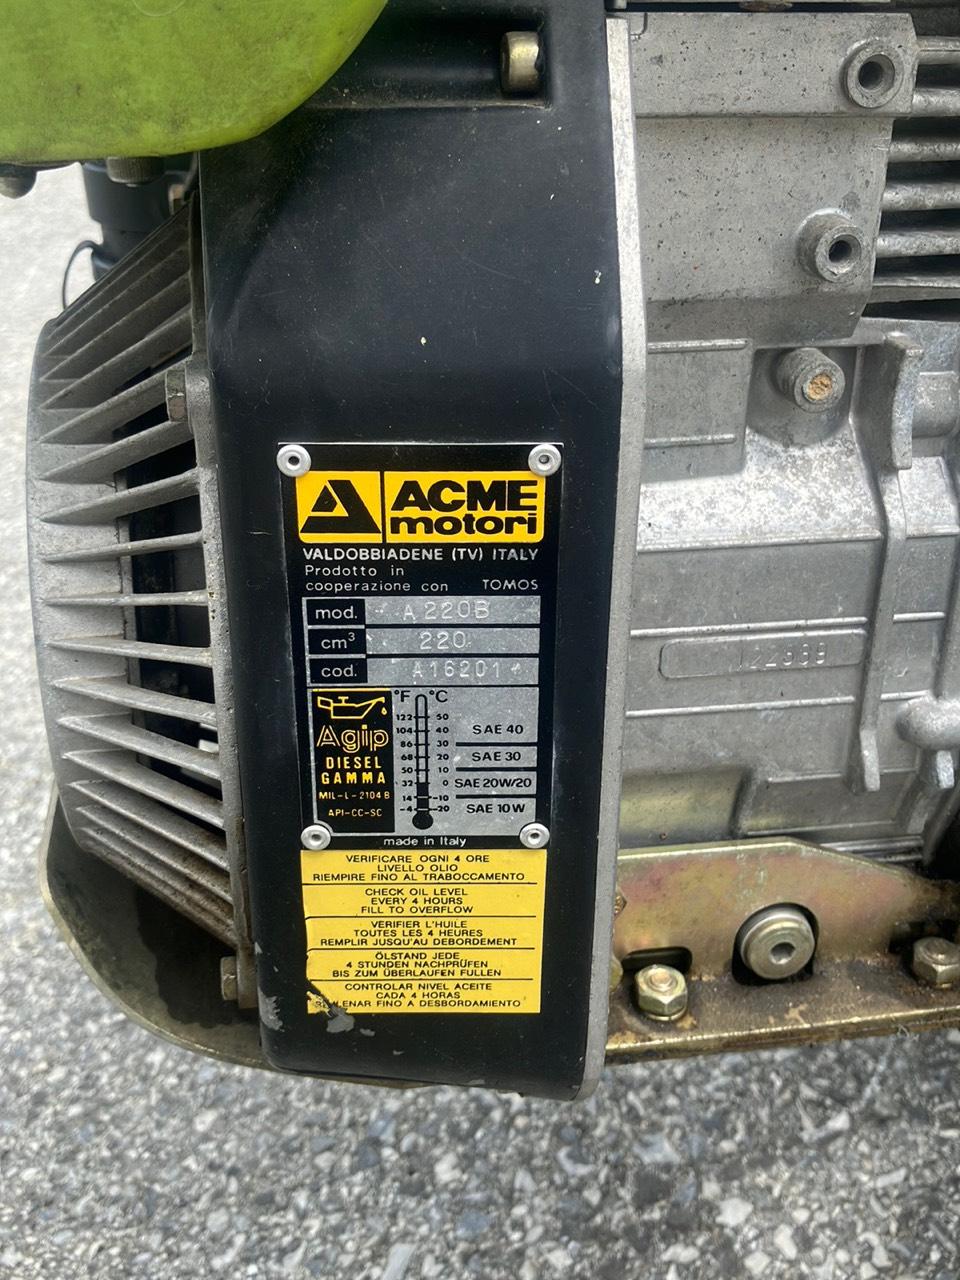 ACME
motori
VALDOBBIADENE (TV) ITALY
Prodotto in
cooperazione con TOMOS
mod. A 220B
cm³ 220
cod. A16201
°F °C
122 50
104 40
86 30
68 20
50 10
32 0
14 -10
-4 -20
SAE 40
SAE 30
SAE 20W/20
SAE 10W
Agip
DIESEL
GAMMA
MIL-L-2104 B
API-CC-SC
made in Italy
VERIFICARE OGNI 4 ORE
LIVELLO OLIO
RIEMPIRE FINO AL TRABOCCAMENTO
CHECK OIL LEVEL
EVERY 4 HOURS
FILL TO OVERFLOW
VERIFIER L'HUILE
TOUTES LES 4 HEURES
REMPLIR JUSQU'AU DEBORDEMENT
ÖLSTAND JEDE
4 STUNDEN NACHPRÜFEN
BIS ZUM ÜBERLAUFEN FULLEN
CONTROLAR NIVEL ACEITE
CADA 4 HORAS
FINO A DESBORDAMIENTO